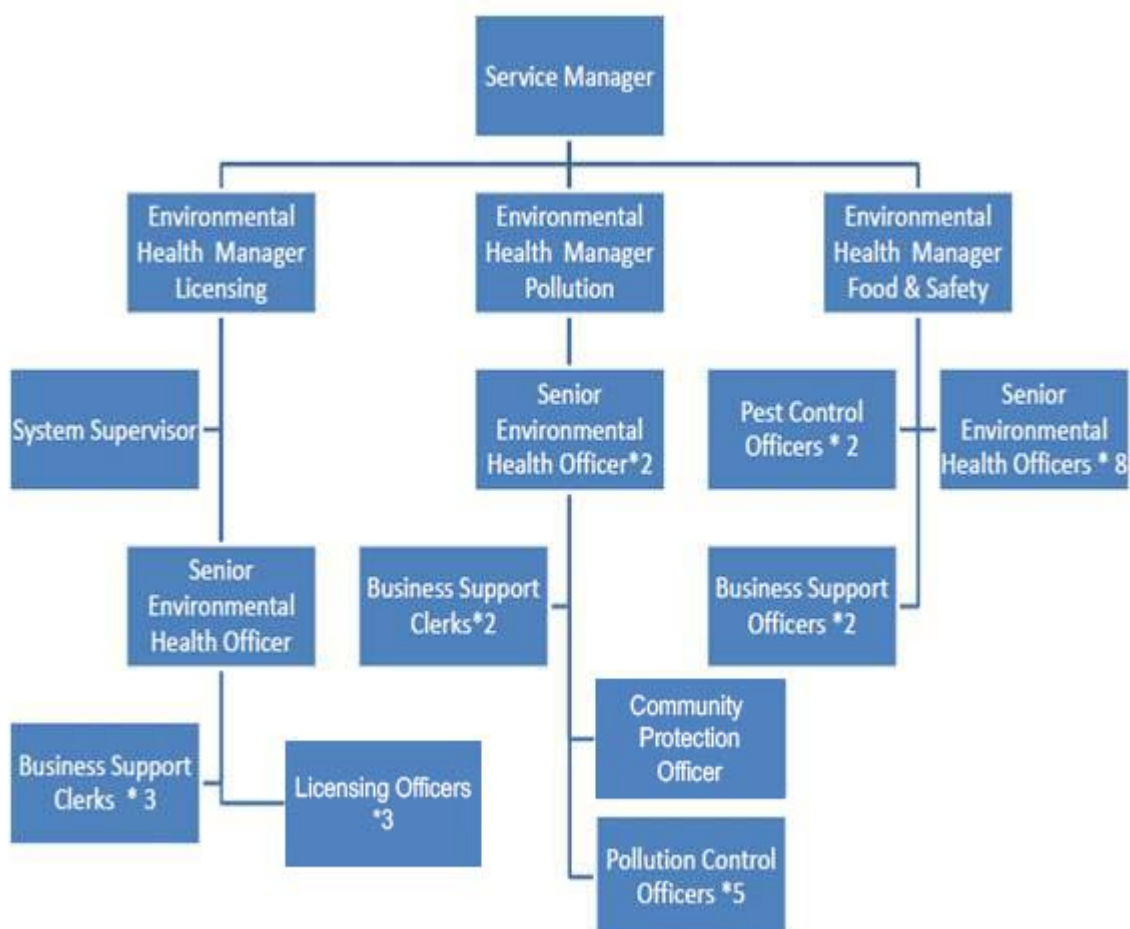 Service Manager
Environmental
Health Manager
Licensing
Environmental
Health Manager
Pollution
Environmental
Health Manager
Food & Safety
System Supervisor
Senior
Environmental
Health Officer*2
Pest Control
Officers * 2
Senior
Environmental
Health Officers * 8
Senior
Environmental
Health Officer
Business Support
Clerks*2
Business Support
Officers *2
Community
Protection
Officer
Business Support
Clerks * 3
Licensing Officers
*3
Pollution Control
Officers *5